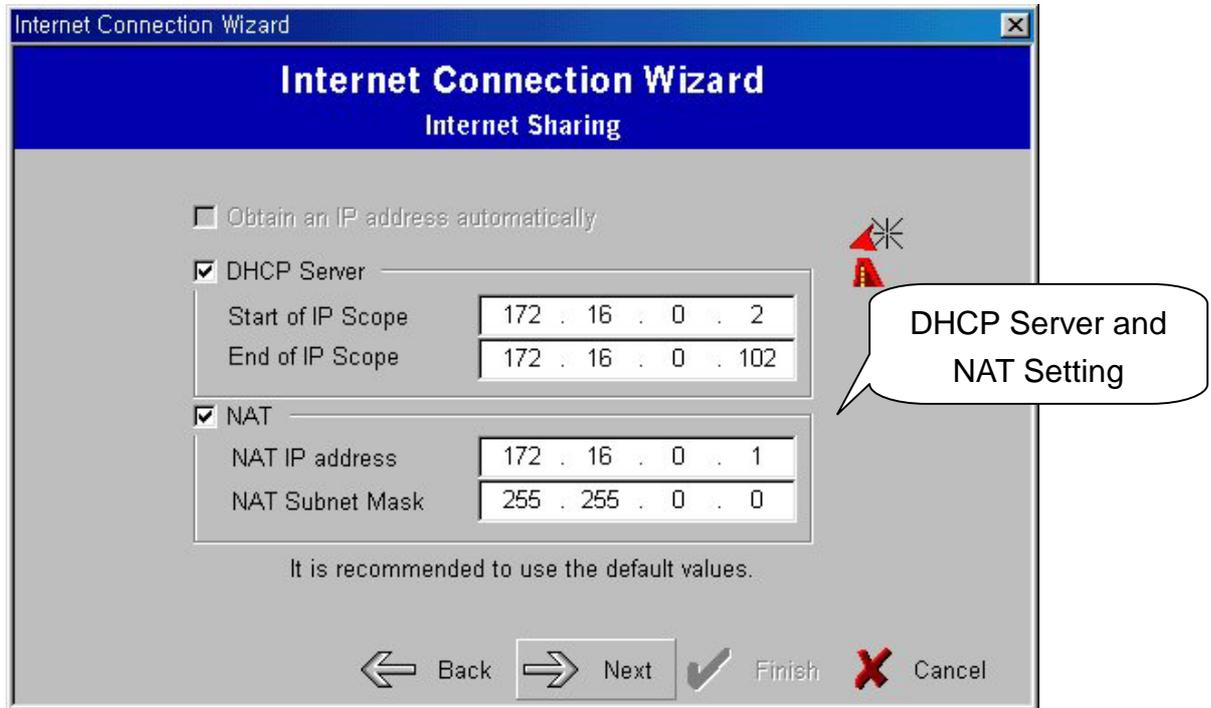 Internet Connection Wizard
Internet Connection Wizard
Internet Sharing
Obtain an IP address automatically
DHCP Server
Start of IP Scope 172 . 16 . 0 . 2
End of IP Scope 172 . 16 . 0 . 102
DHCP Server and
NAT Setting
NAT
NAT IP address 172 . 16 . 0 . 1
NAT Subnet Mask 255 . 255 . 0 . 0
It is recommended to use the default values.
Back Next Finish Cancel